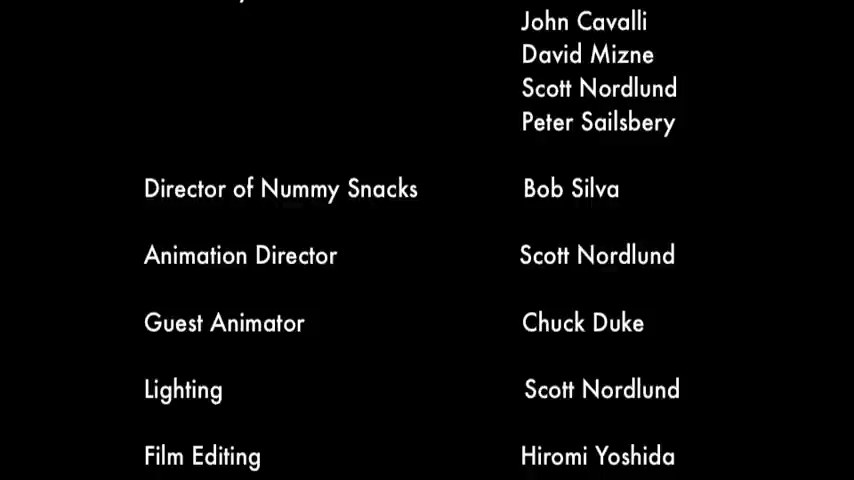 John Cavalli
David Mizne
Scott Nordlund
Peter Sailsbery
Director of Nummy Snacks Bob Silva
Animation Director Scott Nordlund
Guest Animator Chuck Duke
Lighting Scott Nordlund
Film Editing Hiromi Yoshida